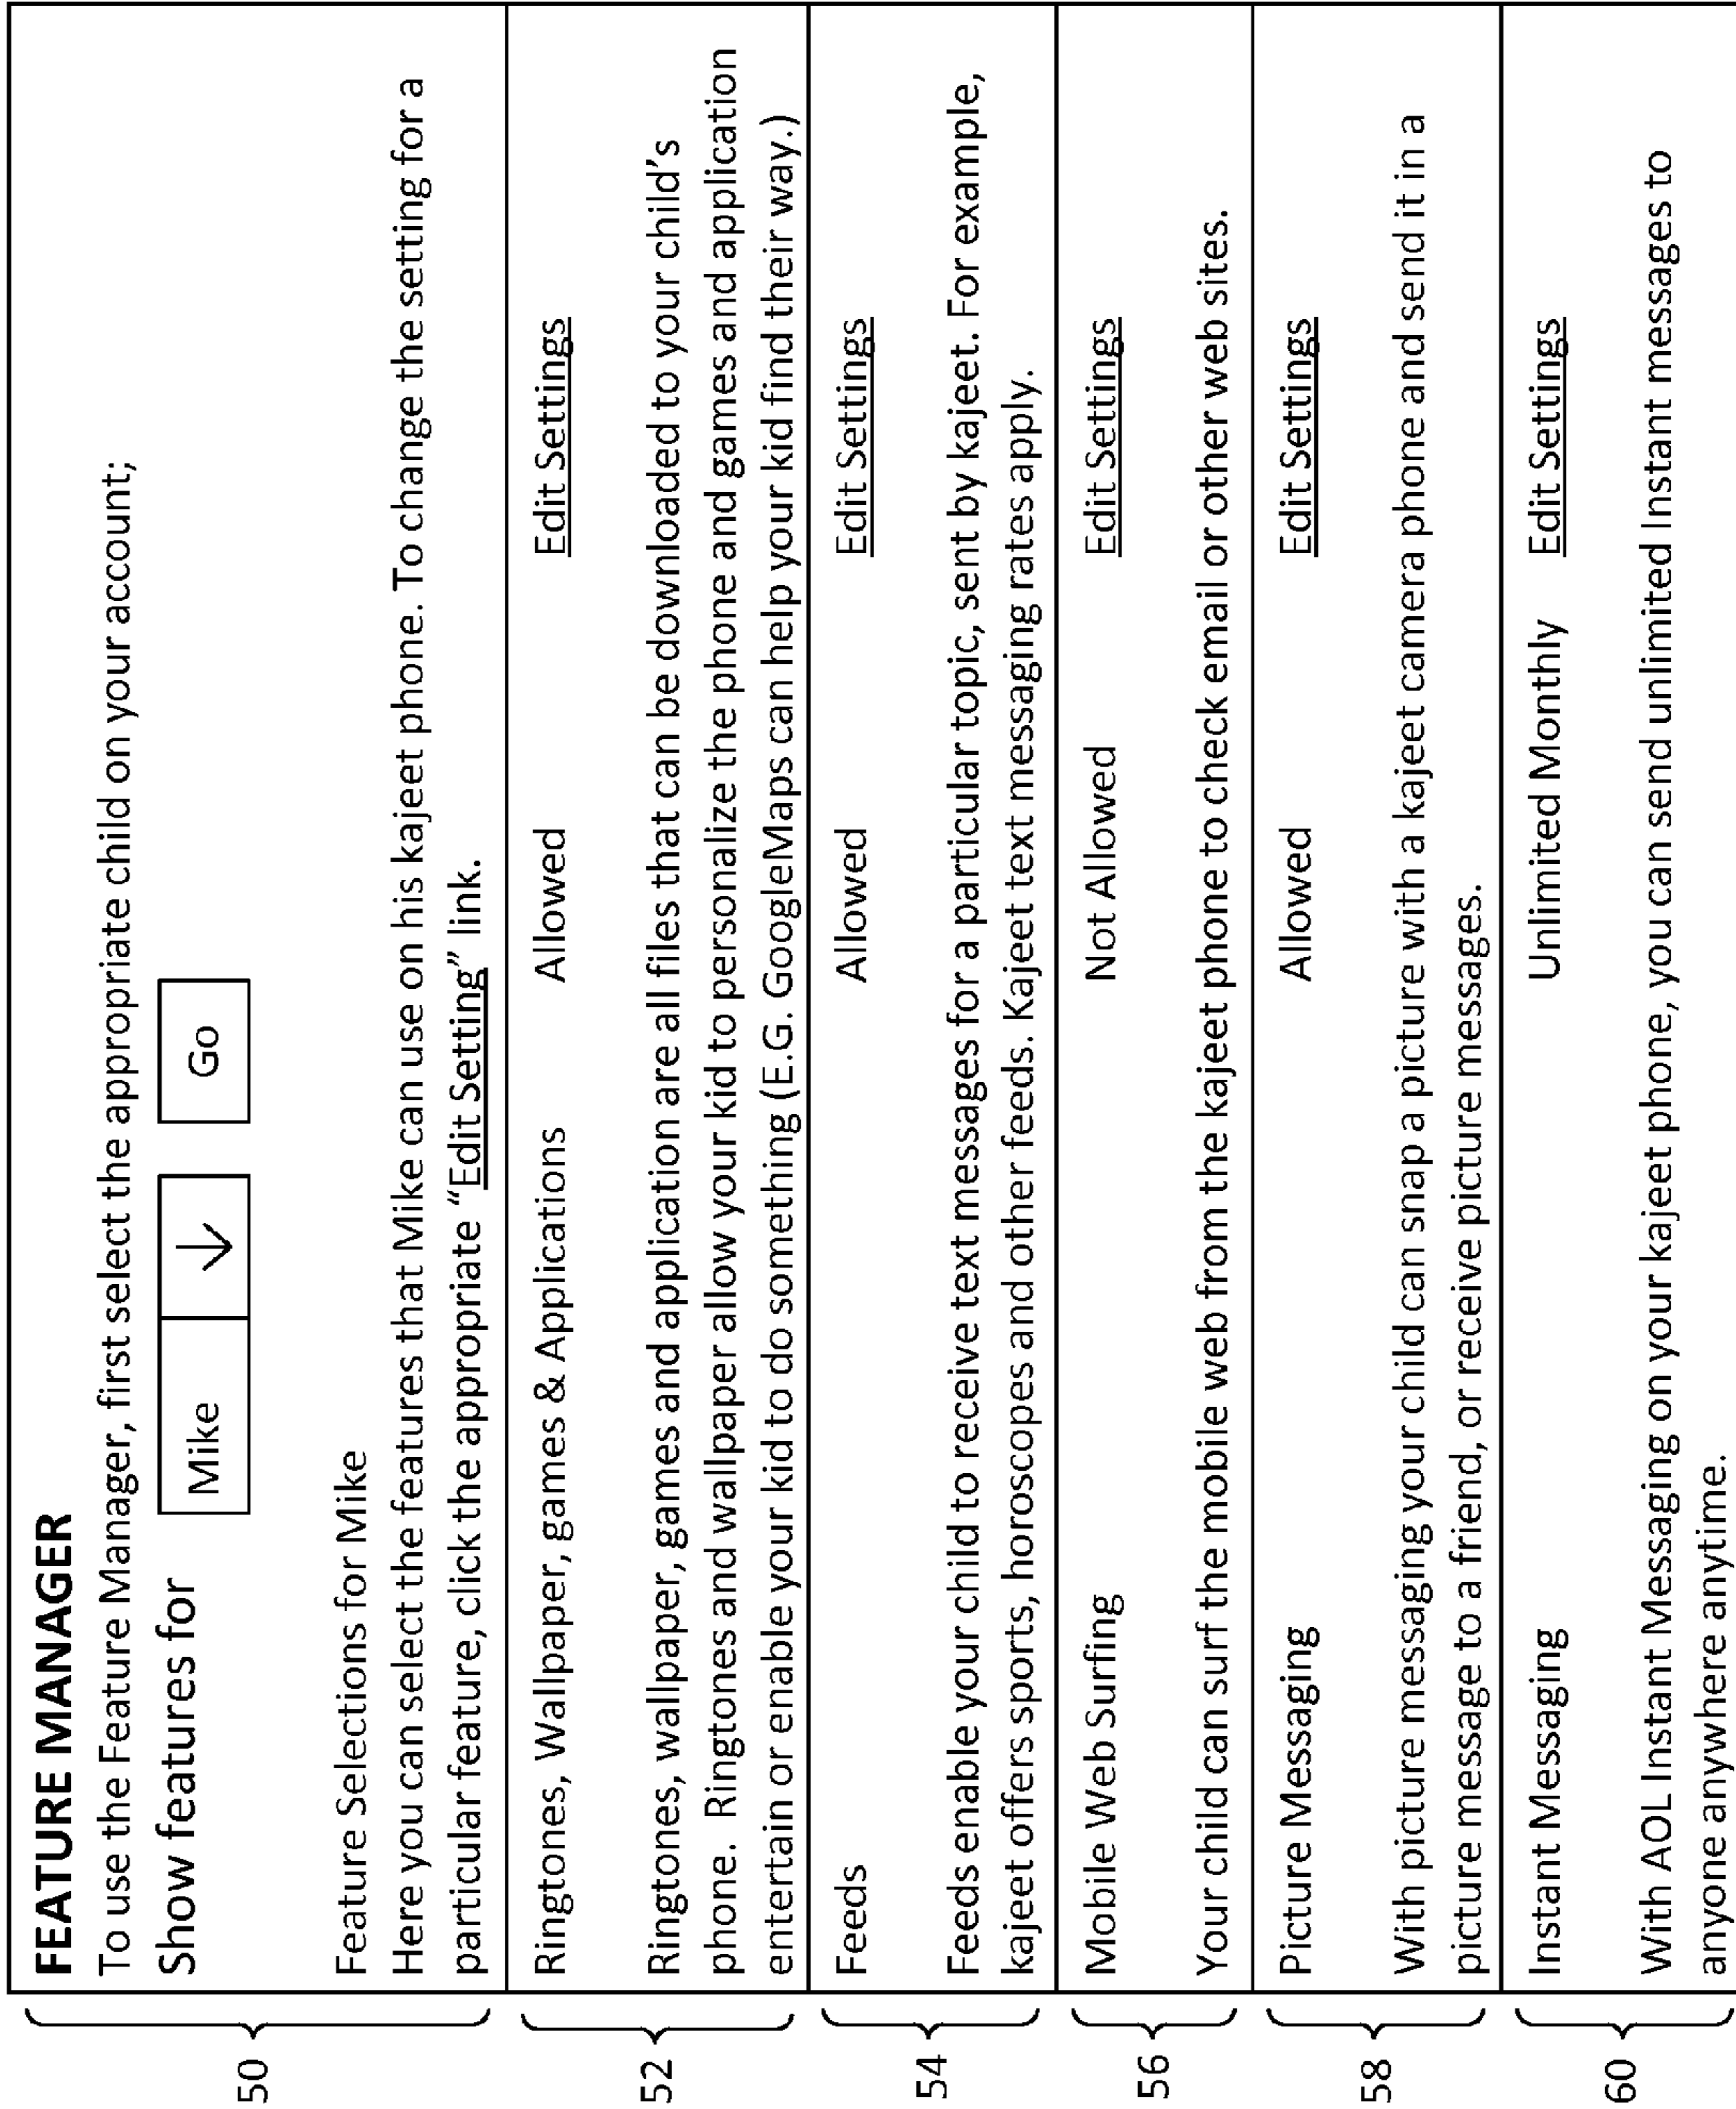 FEATURE MANAGER
To use the Feature Manager, first select the appropriate child on your account;
Show features for Mike ↓ Go
Feature Selections for Mike
Here you can select the features that Mike can use on his kajeet phone. To change the setting for a
particular feature, click the appropriate “Edit Setting” link.
50
Ringtones, Wallpaper, games & Applications Allowed Edit Settings
Ringtones, wallpaper, games and application are all files that can be downloaded to your child's
phone. Ringtones and wallpaper allow your kid to personalize the phone and games and application
entertain or enable your kid to do something (E.G. GoogleMaps can help your kid find their way.)
52
Feeds Allowed Edit Settings
Feeds enable your child to receive text messages for a particular topic, sent by kajeet. For example,
kajeet offers sports, horoscopes and other feeds. Kajeet text messaging rates apply.
54
Mobile Web Surfing Not Allowed Edit Settings
Your child can surf the mobile web from the kajeet phone to check email or other web sites.
56
Picture Messaging Allowed Edit Settings
With picture messaging your child can snap a picture with a kajeet camera phone and send it in a
picture message to a friend, or receive picture messages.
58
Instant Messaging Unlimited Monthly Edit Settings
With AOL Instant Messaging on your kajeet phone, you can send unlimited Instant messages to
anyone anywhere anytime.
60